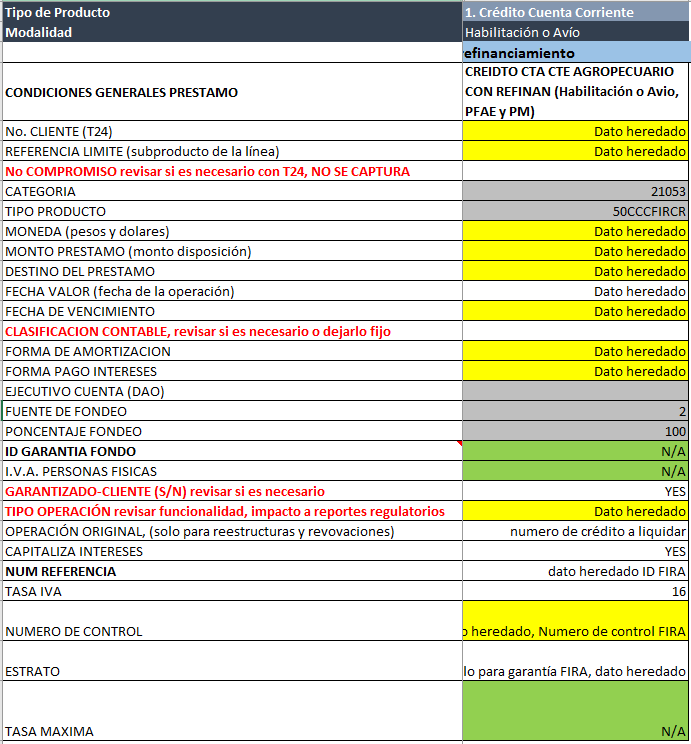 Tipo de Producto 1. Crédito Cuenta Corriente
Modalidad Habilitación o Avío
efinanciamiento
CONDICIONES GENERALES PRESTAMO CREIDTO CTA CTE AGROPECUARIO
CON REFINAN (Habilitación o Avio,
PFAE y PM)
No. CLIENTE (T24) Dato heredado
REFERENCIA LIMITE (subproducto de la línea) Dato heredado
No COMPROMISO revisar si es necesario con T24, NO SE CAPTURA
CATEGORIA 21053
TIPO PRODUCTO 50CCCFIRCR
MONEDA (pesos y dolares) Dato heredado
MONTO PRESTAMO (monto disposición) Dato heredado
DESTINO DEL PRESTAMO Dato heredado
FECHA VALOR (fecha de la operación) Dato heredado
FECHA DE VENCIMIENTO Dato heredado
CLASIFICACION CONTABLE, revisar si es necesario o dejarlo fijo
FORMA DE AMORTIZACION Dato heredado
FORMA PAGO INTERESES Dato heredado
EJECUTIVO CUENTA (DAO)
FUENTE DE FONDEO 2
PONCENTAJE FONDEO 100
ID GARANTIA FONDO N/A
I.V.A. PERSONAS FISICAS N/A
GARANTIZADO-CLIENTE (S/N) revisar si es necesario YES
TIPO OPERACIÓN revisar funcionalidad, impacto a reportes regulatorios Dato heredado
OPERACIÓN ORIGINAL, (solo para reestructuras y revovaciones) numero de crédito a liquidar
CAPITALIZA INTERESES YES
NUM REFERENCIA dato heredado ID FIRA
TASA IVA 16
NUMERO DE CONTROL o heredado, Numero de control FIRA
ESTRATO lo para garantía FIRA, dato heredado
TASA MAXIMA N/A